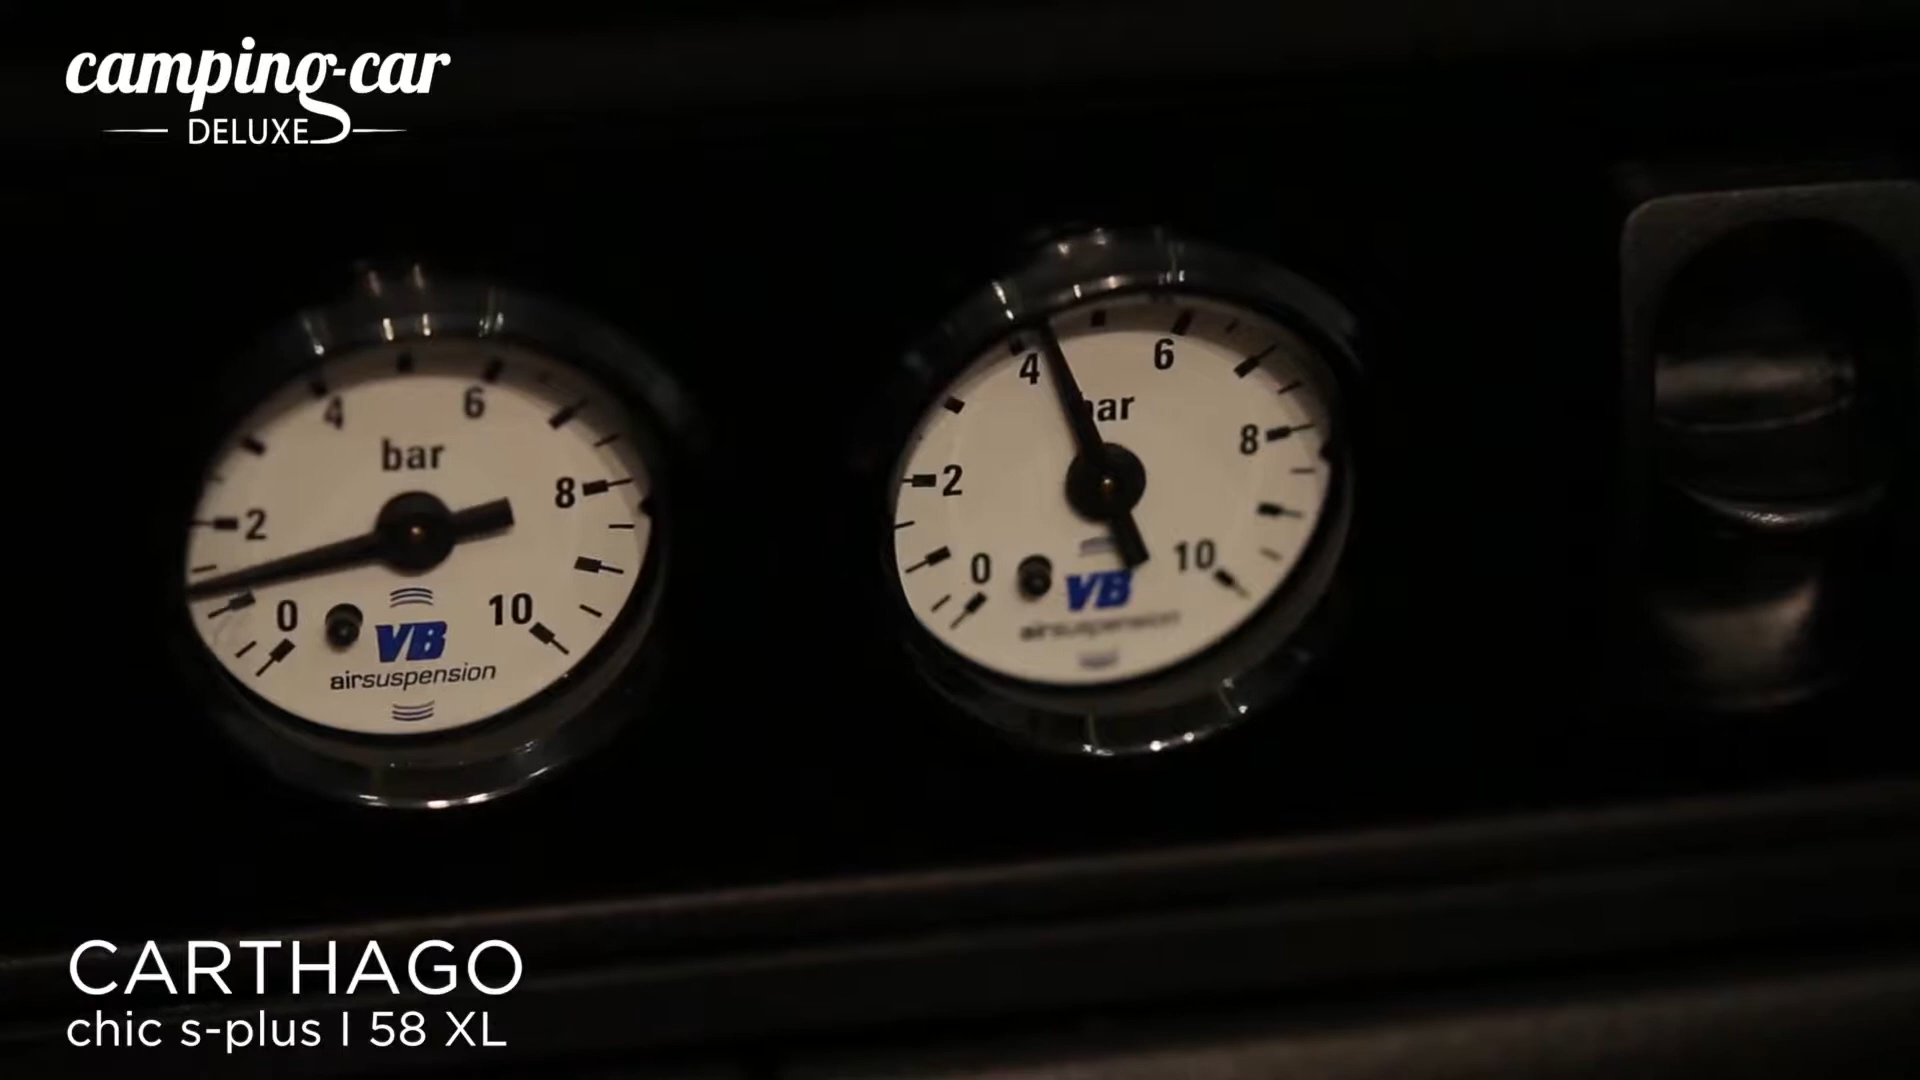 camping-car
DELUXE
4
6
bar
2
8
0
10
VB
airsuspension
4
6
bar
2
8
0
10
VB
airsuspension
CARTHAGO
chic s-plus I 58 XL